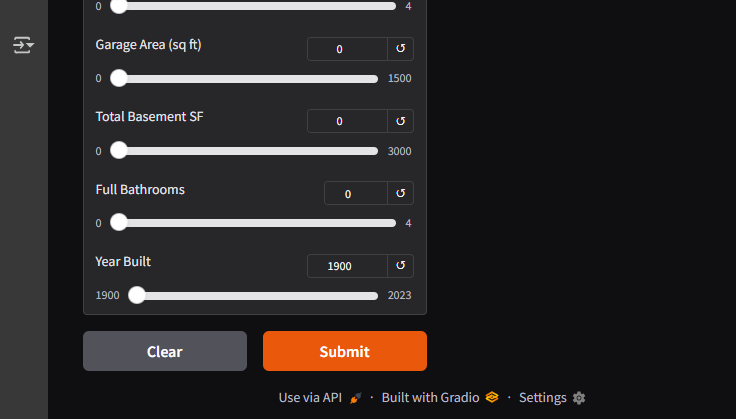 0 4
Garage Area (sq ft) 0 ↺
0 1500
Total Basement SF 0 ↺
0 3000
Full Bathrooms 0 ↺
0 4
Year Built 1900 ↺
1900 2023
Clear Submit
Use via API · Built with Gradio · Settings